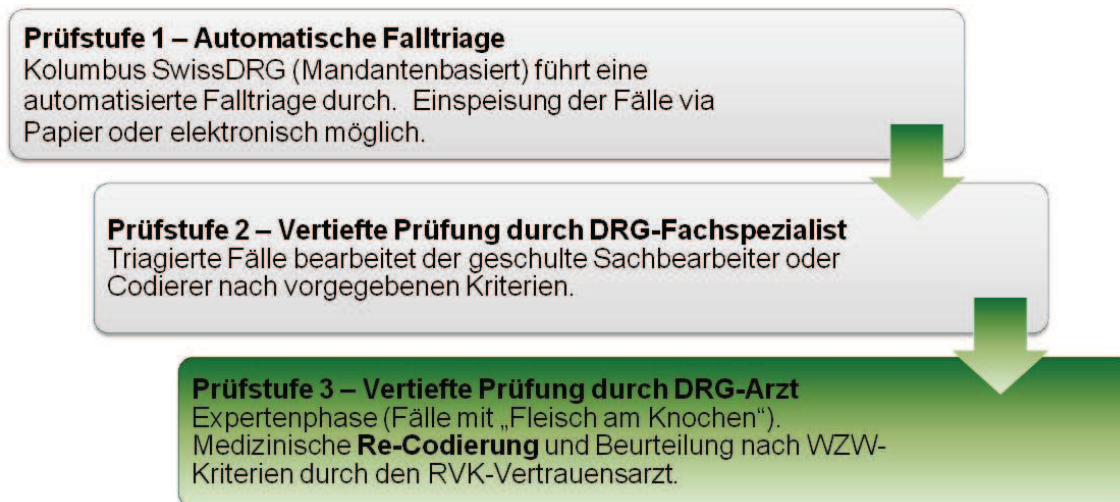 Prüfstufe 1 – Automatische Falltriage
Kolumbus SwissDRG (Mandantenbasiert) führt eine
automatisierte Falltriage durch.  Einspeisung der Fälle via
Papier oder elektronisch möglich.
Prüfstufe 2 – Vertiefte Prüfung durch DRG-Fachspezialist
Triagierte Fälle bearbeitet der geschulte Sachbearbeiter oder
Codierer nach vorgegebenen Kriterien.
Prüfstufe 3 – Vertiefte Prüfung durch DRG-Arzt
Expertenphase (Fälle mit „Fleisch am Knochen“).
Medizinische Re-Codierung und Beurteilung nach WZW-
Kriterien durch den RVK-Vertrauensarzt.